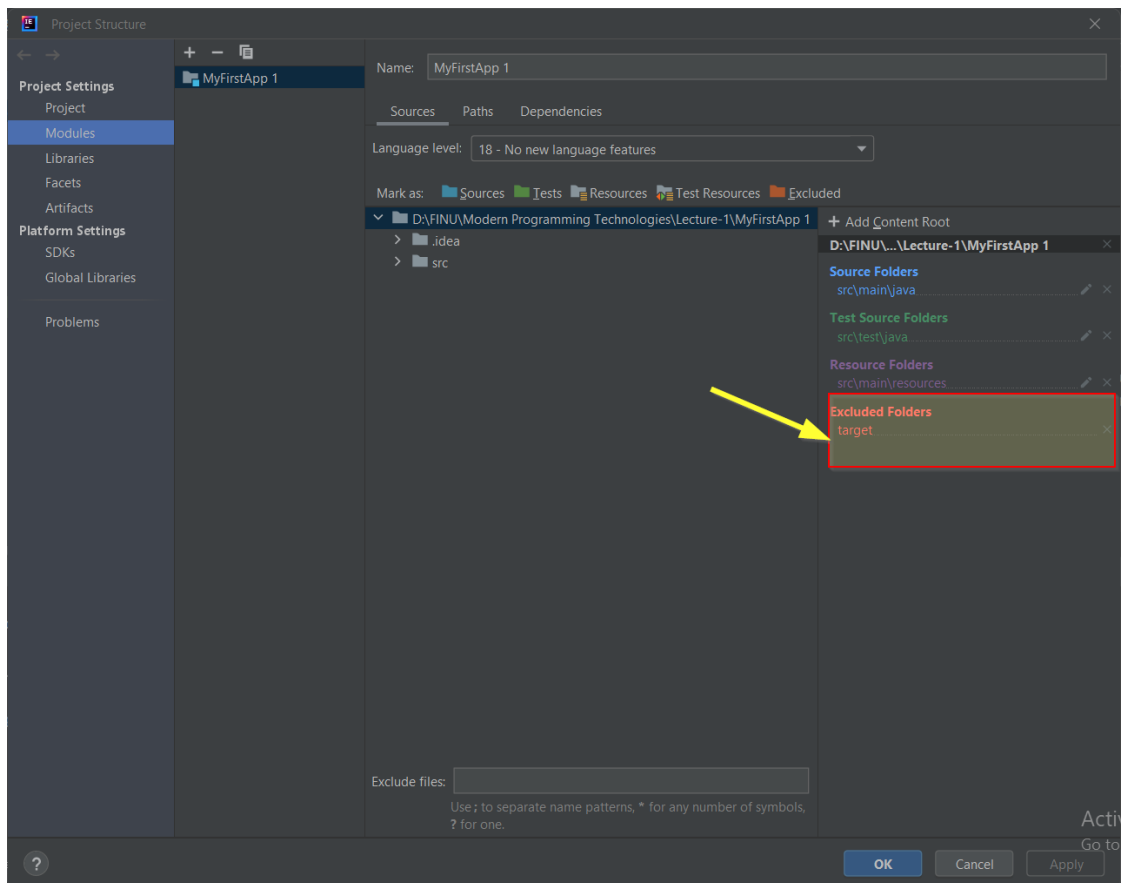 Project Structure
Project Settings
Project
Modules
Libraries
Facets
Artifacts
Platform Settings
SDKs
Global Libraries
Problems
MyFirstApp 1
Name: MyFirstApp 1
Sources Paths Dependencies
Language level: 18 - No new language features
Mark as: Sources Tests Resources Test Resources Excluded
D:\FINU\Modern Programming Technologies\Lecture-1\MyFirstApp 1
.idea
src
+ Add Content Root
D:\FINU\...\Lecture-1\MyFirstApp 1
Source Folders
src\main\java
Test Source Folders
src\test\java
Resource Folders
src\main\resources
Excluded Folders
target
Exclude files:
Use ; to separate name patterns, * for any number of symbols,
? for one.
Acti
Go to
? OK Cancel Apply